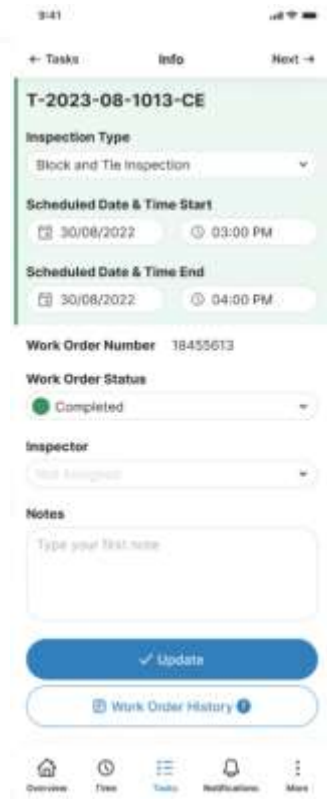 9:41
← Tasks Info Next →
T-2023-08-1013-CE
Inspection Type
Block and Tie Inspection
Scheduled Date & Time Start
30/08/2022 03:00 PM
Scheduled Date & Time End
30/08/2022 04:00 PM
Work Order Number 18455613
Work Order Status
Completed
Inspector
Not Assigned
Notes
Type your first note
Update
Work Order History
Overview Time Tasks Notifications More